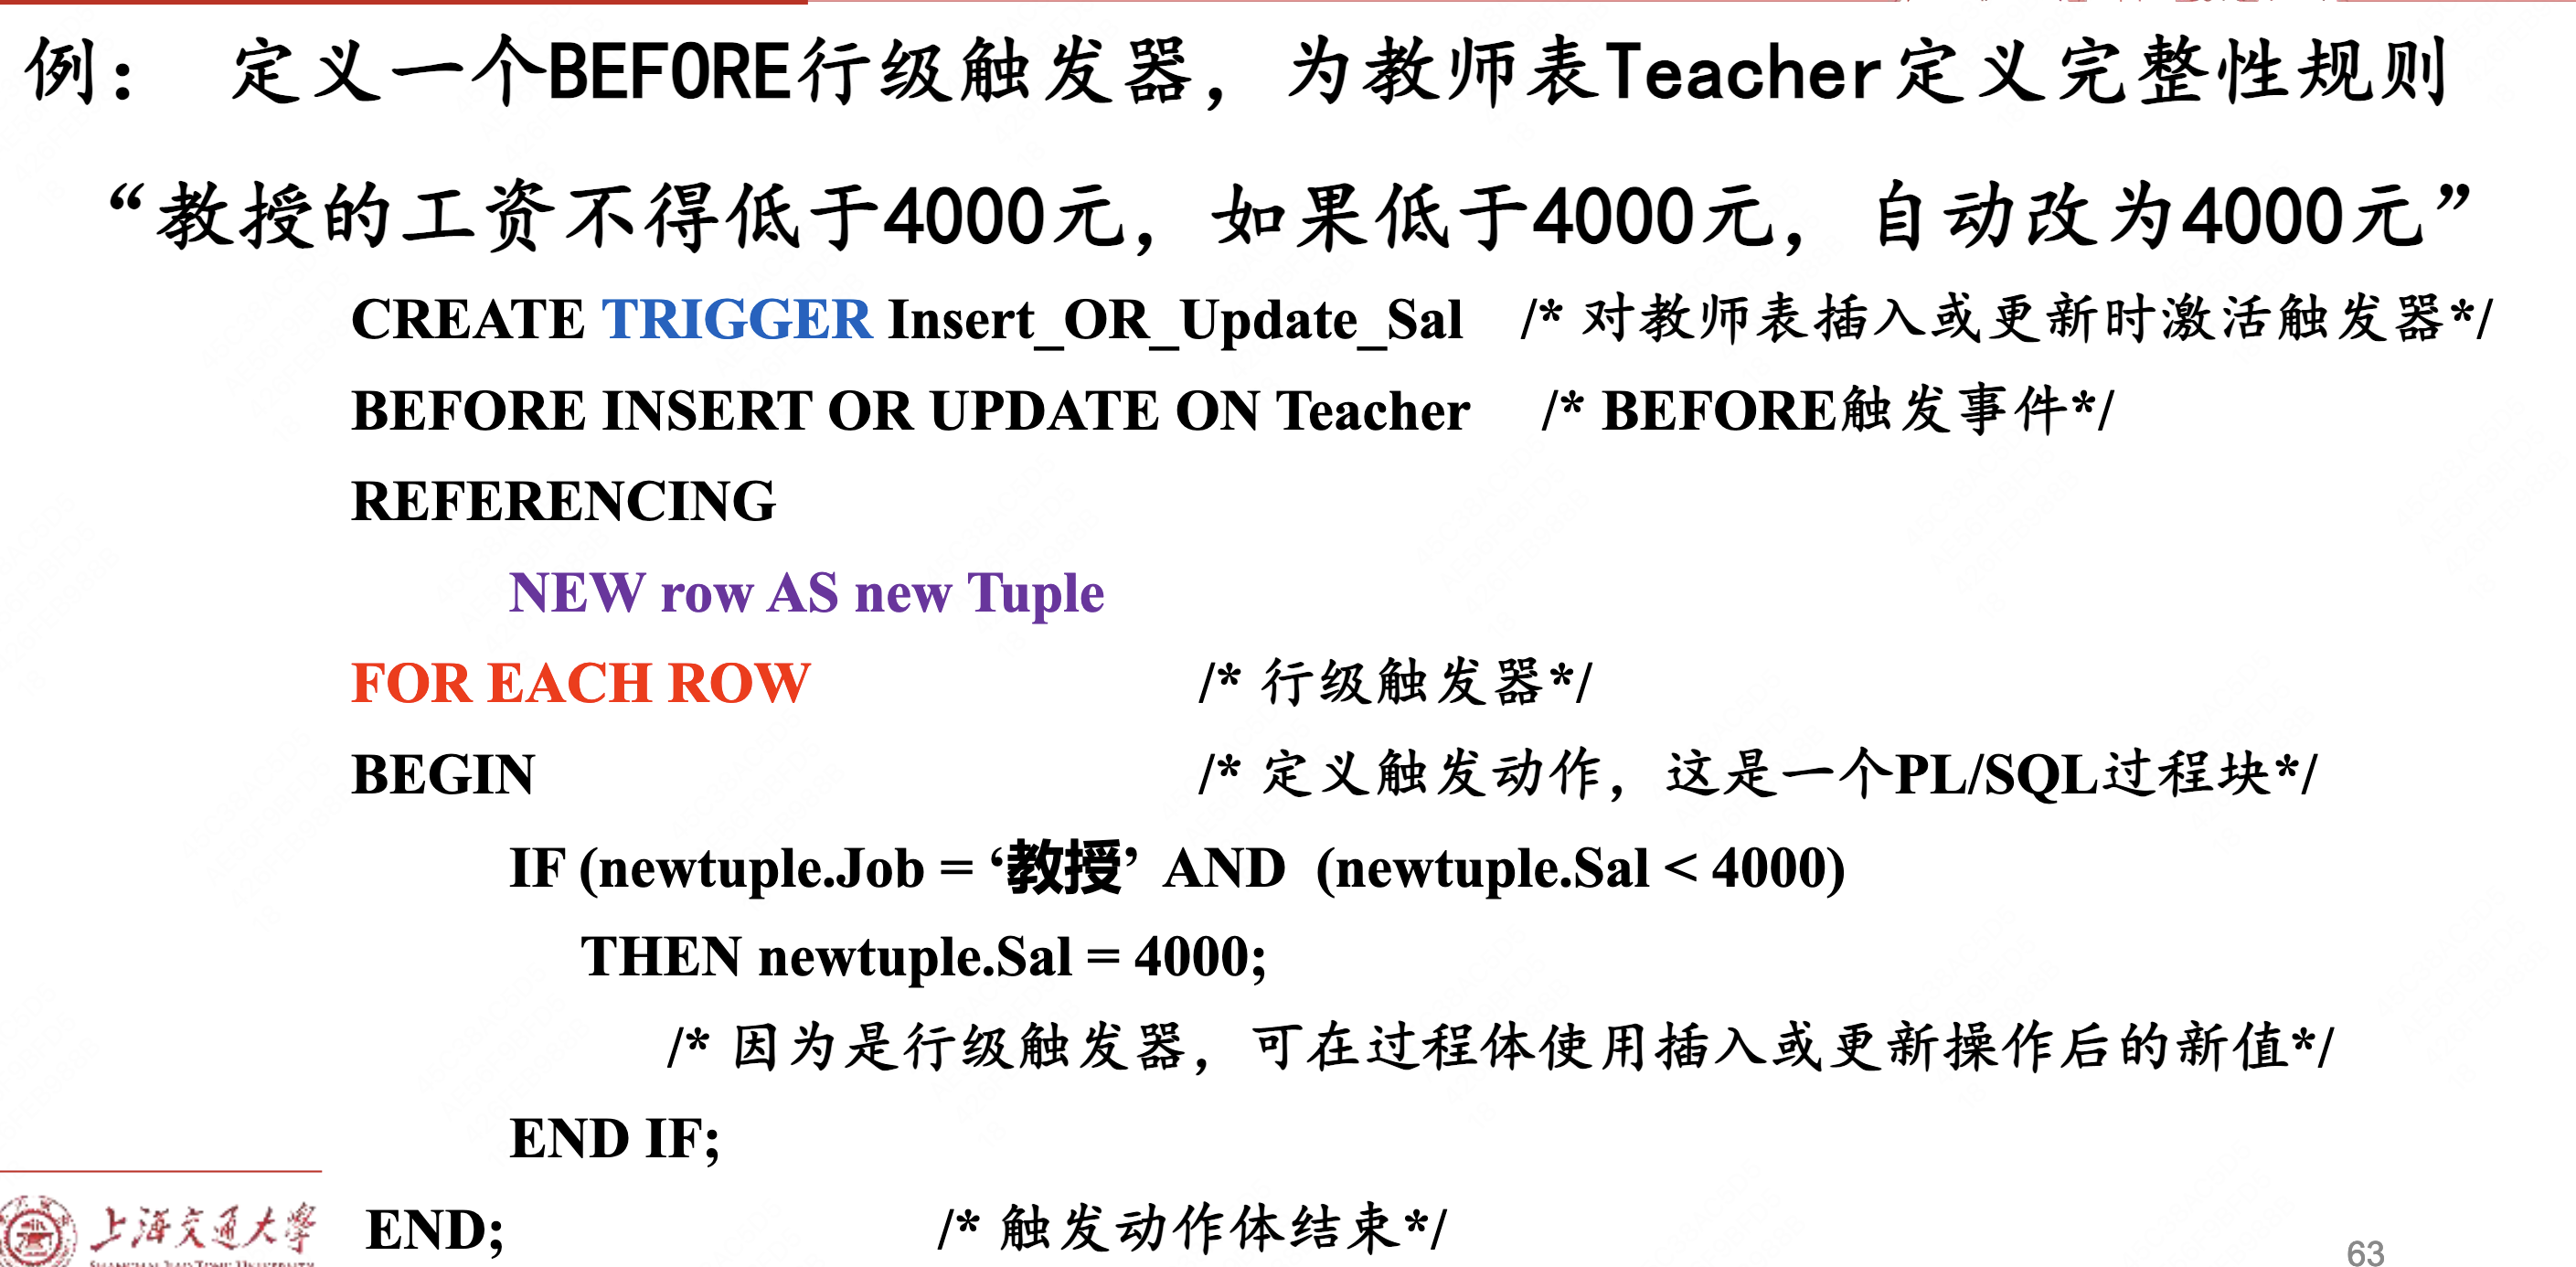 例： 定义一个BEFORE行级触发器，为教师表Teacher定义完整性规则
“教授的工资不得低于4000元，如果低于4000元，自动改为4000元”
CREATE TRIGGER Insert_OR_Update_Sal /* 对教师表插入或更新时激活触发器*/
BEFORE INSERT OR UPDATE ON Teacher /* BEFORE触发事件*/
REFERENCING
NEW row AS new Tuple
FOR EACH ROW /* 行级触发器*/
BEGIN /* 定义触发动作，这是一个PL/SQL过程块*/
IF (newtuple.Job = ‘教授’ AND (newtuple.Sal < 4000)
THEN newtuple.Sal = 4000;
/* 因为是行级触发器，可在过程体使用插入或更新操作后的新值*/
END IF;
END; /* 触发动作体结束*/
上海交通大學
SHANGHAI JIAO TONG UNIVERSITY
63